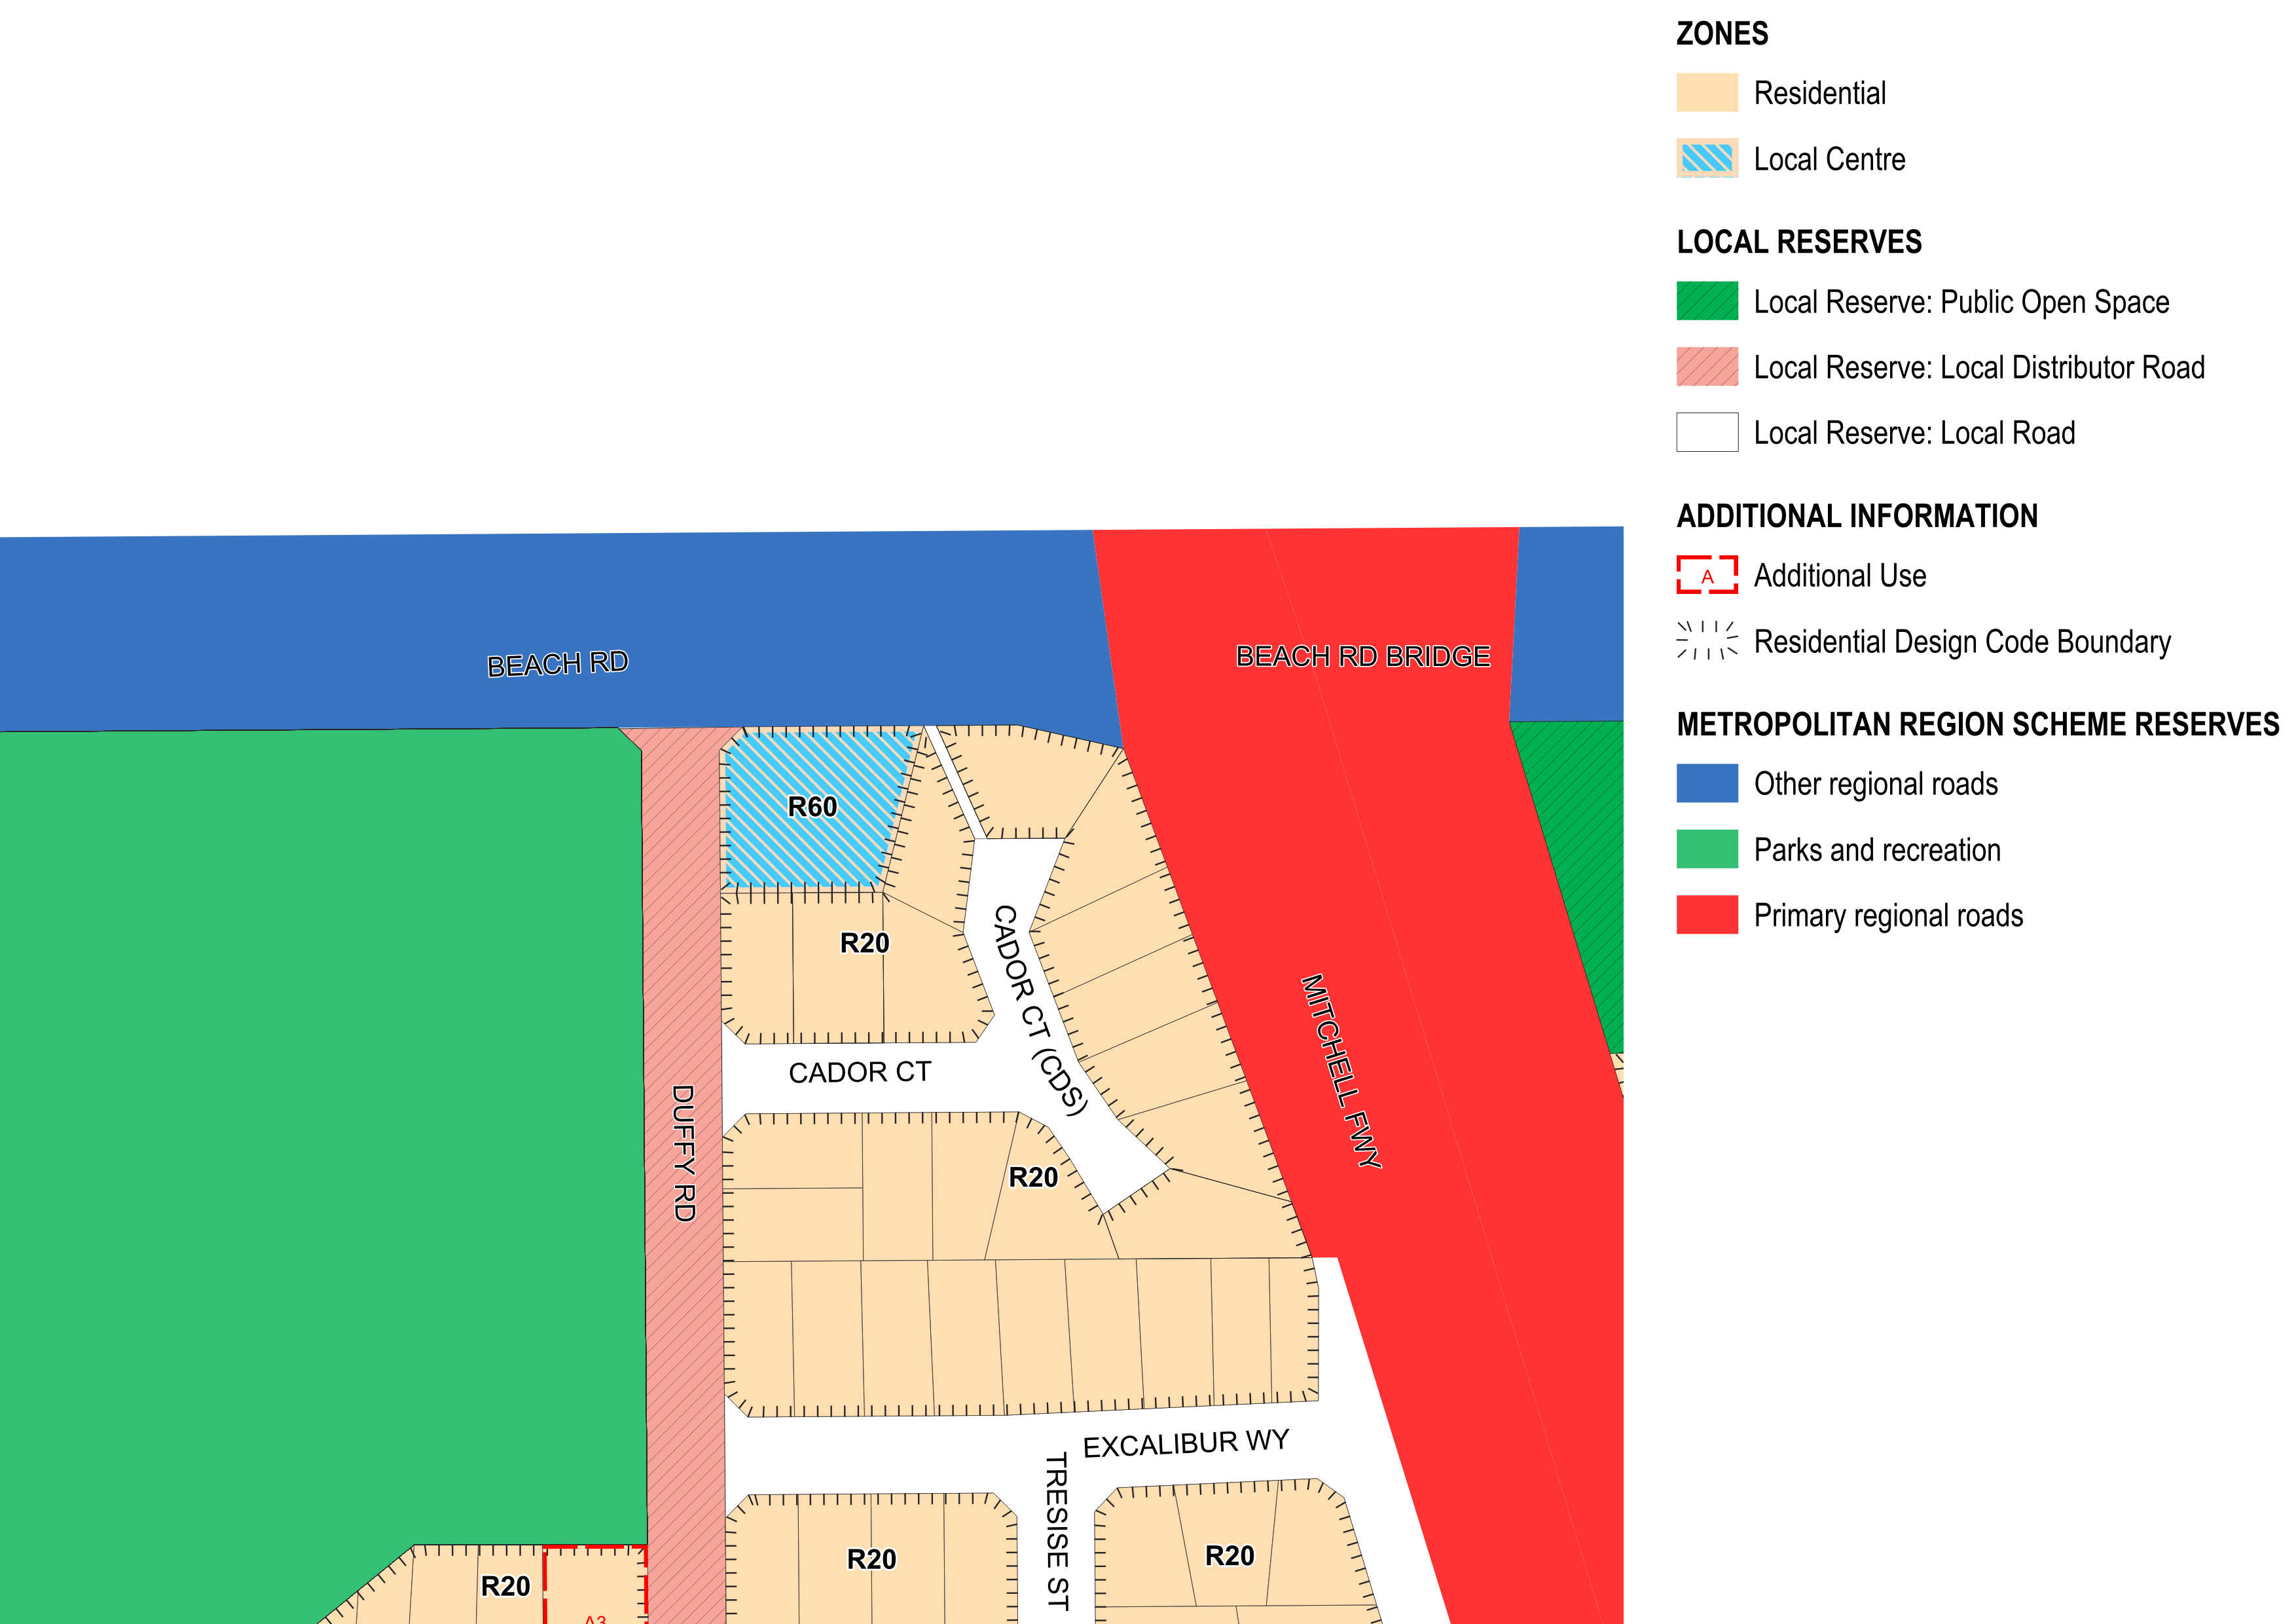 ZONES
Residential
Local Centre
LOCAL RESERVES
Local Reserve: Public Open Space
Local Reserve: Local Distributor Road
Local Reserve: Local Road
ADDITIONAL INFORMATION
A
Additional Use
Residential Design Code Boundary
METROPOLITAN REGION SCHEME RESERVES
Other regional roads
Parks and recreation
Primary regional roads
BEACH RD
BEACH RD BRIDGE
R60
R20
CADOR CT (CDS)
MITCHELL FWY
CADOR CT
DUFFY RD
R20
EXCALIBUR WY
TRESISE ST
R20
R20
R20
A3